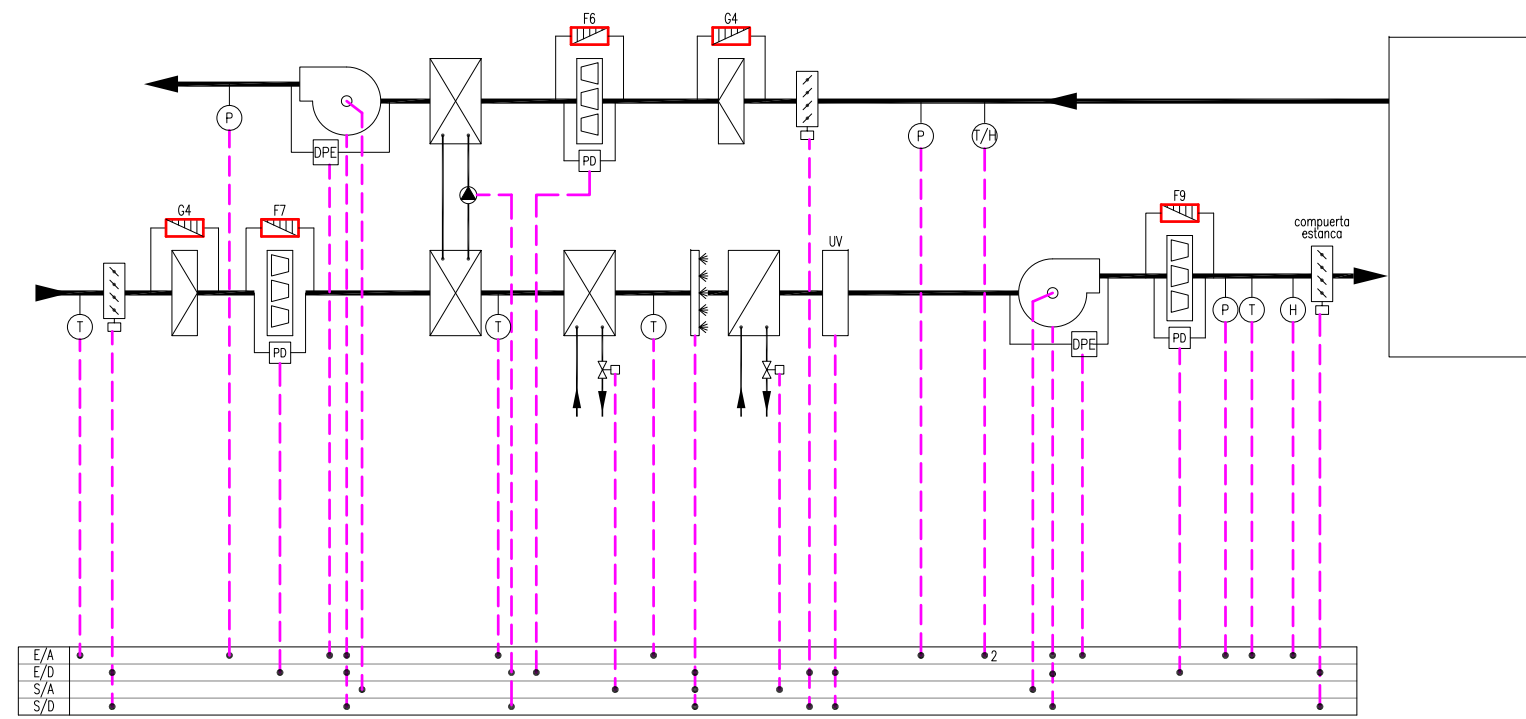 F6
G4
P
DPE
PD
P
T/H
G4
F7
UV
F9
compuerta
estanca
T
PD
T
T
DPE
PD
P
T
H
E/A
2
E/D
S/A
S/D